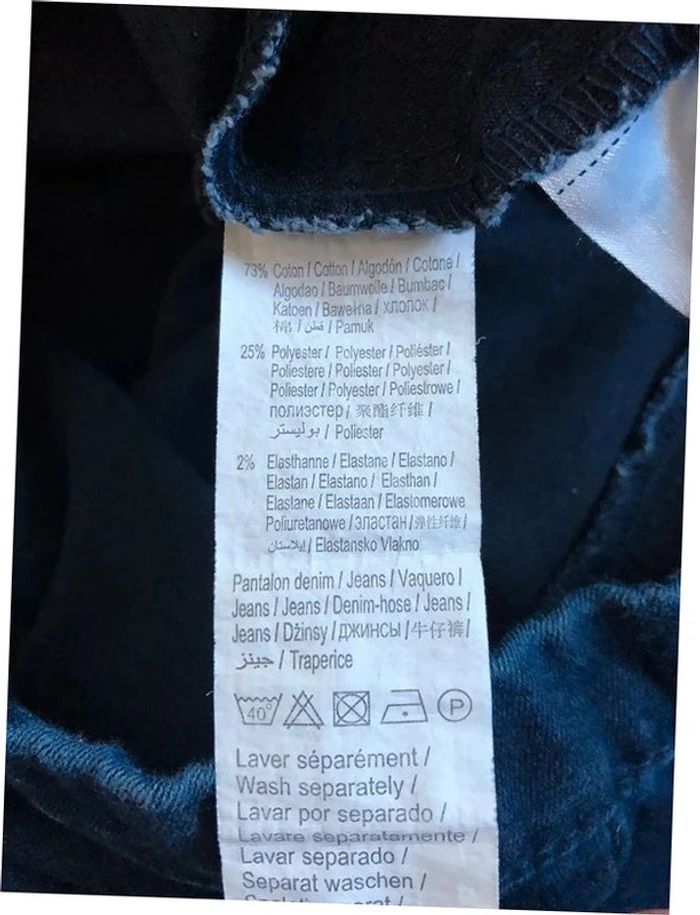 73% Coton / Cotton / Algodón / Cotone /
Algodao / Baumwolle / Bumbac /
Katoen / Bawełna / хлопок /
棉 / قطن / Pamuk
25% Polyester / Polyester / Poliéster /
Poliestere / Poliester / Polyester /
Poliester / Polyester / Poliestrowe /
полиэстер / 聚酯纤维 /
بوليستر / Poliester
2% Elasthanne / Elastane / Elastano /
Elastan / Elastano / Elasthan /
Elastane / Elastaan / Elastomerowe
Poliuretanowe / эластан / 弹性纤维 /
إيلاستان / Elastansko Vlakno
Pantalon denim / Jeans / Vaquero /
Jeans / Jeans / Denim-hose / Jeans /
Jeans / Džinsy / джинсы / 牛仔裤 /
جينز / Traperice
40° P
Laver séparément /
Wash separately /
Lavar por separado /
Lavare separatamente /
Lavar separado /
Separat waschen /